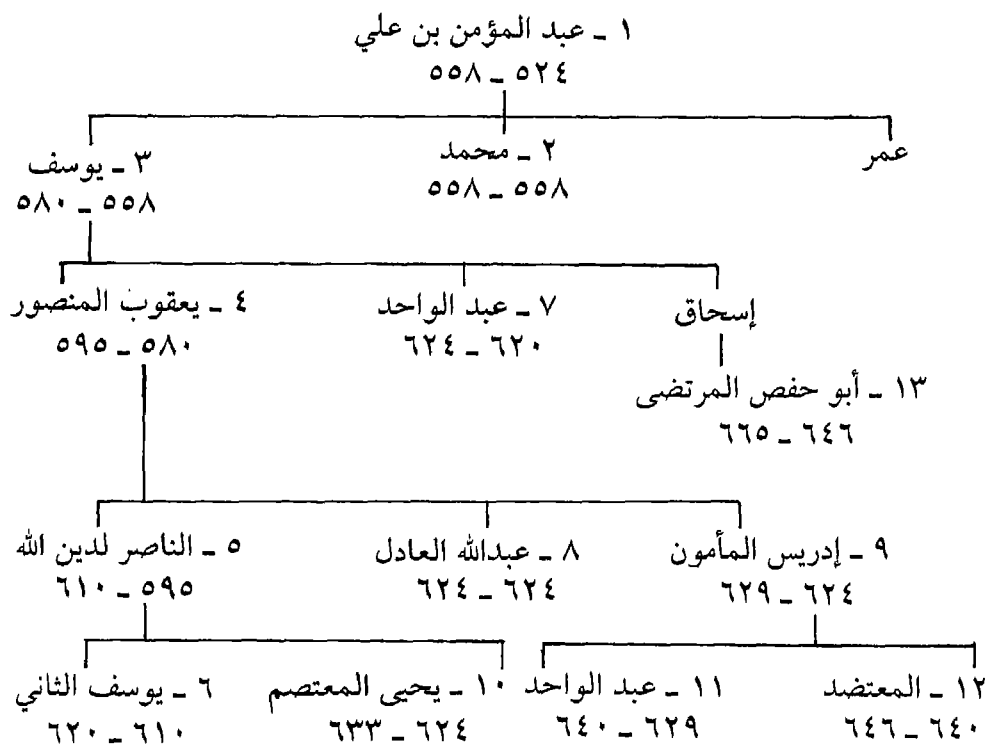 ١ ـ عبد المؤمن بن علي
٥٢٤ ـ ٥٥٨
عمر
٢ ـ محمد
٥٥٨ ـ ٥٥٨
٣ ـ يوسف
٥٥٨ ـ ٥٨٠
إسحاق
٧ ـ عبد الواحد
٦٢٠ ـ ٦٢٤
٤ ـ يعقوب المنصور
٥٨٠ ـ ٥٩٥
١٣ ـ أبو حفص المرتضى
٦٤٦ ـ ٦٦٥
٩ ـ إدريس المأمون
٦٢٤ ـ ٦٢٩
٨ ـ عبدالله العادل
٦٢٤ ـ ٦٢٤
٥ ـ الناصر لدين الله
٥٩٥ ـ ٦١٠
١٢ ـ المعتضد
٦٤٠ ـ ٦٤٦
١١ ـ عبد الواحد
٦٢٩ ـ ٦٤٠
١٠ ـ يحيى المعتصم
٦٢٤ ـ ٦٣٣
٦ ـ يوسف الثاني
٦١٠ ـ ٦٢٠